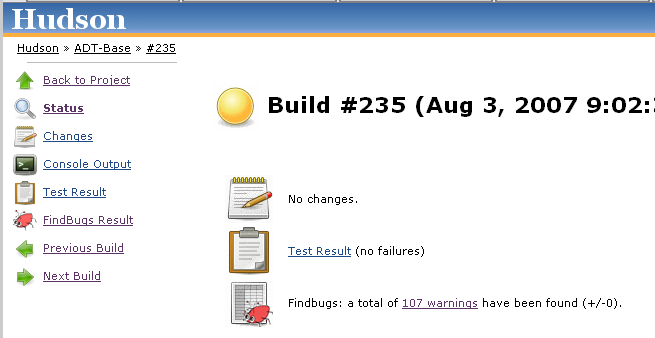 Hudson
Hudson » ADT-Base » #235
Back to Project
Status
Changes
Console Output
Test Result
FindBugs Result
Previous Build
Next Build
Build #235 (Aug 3, 2007 9:02:
No changes.
Test Result (no failures)
Findbugs: a total of 107 warnings have been found (+/-0).